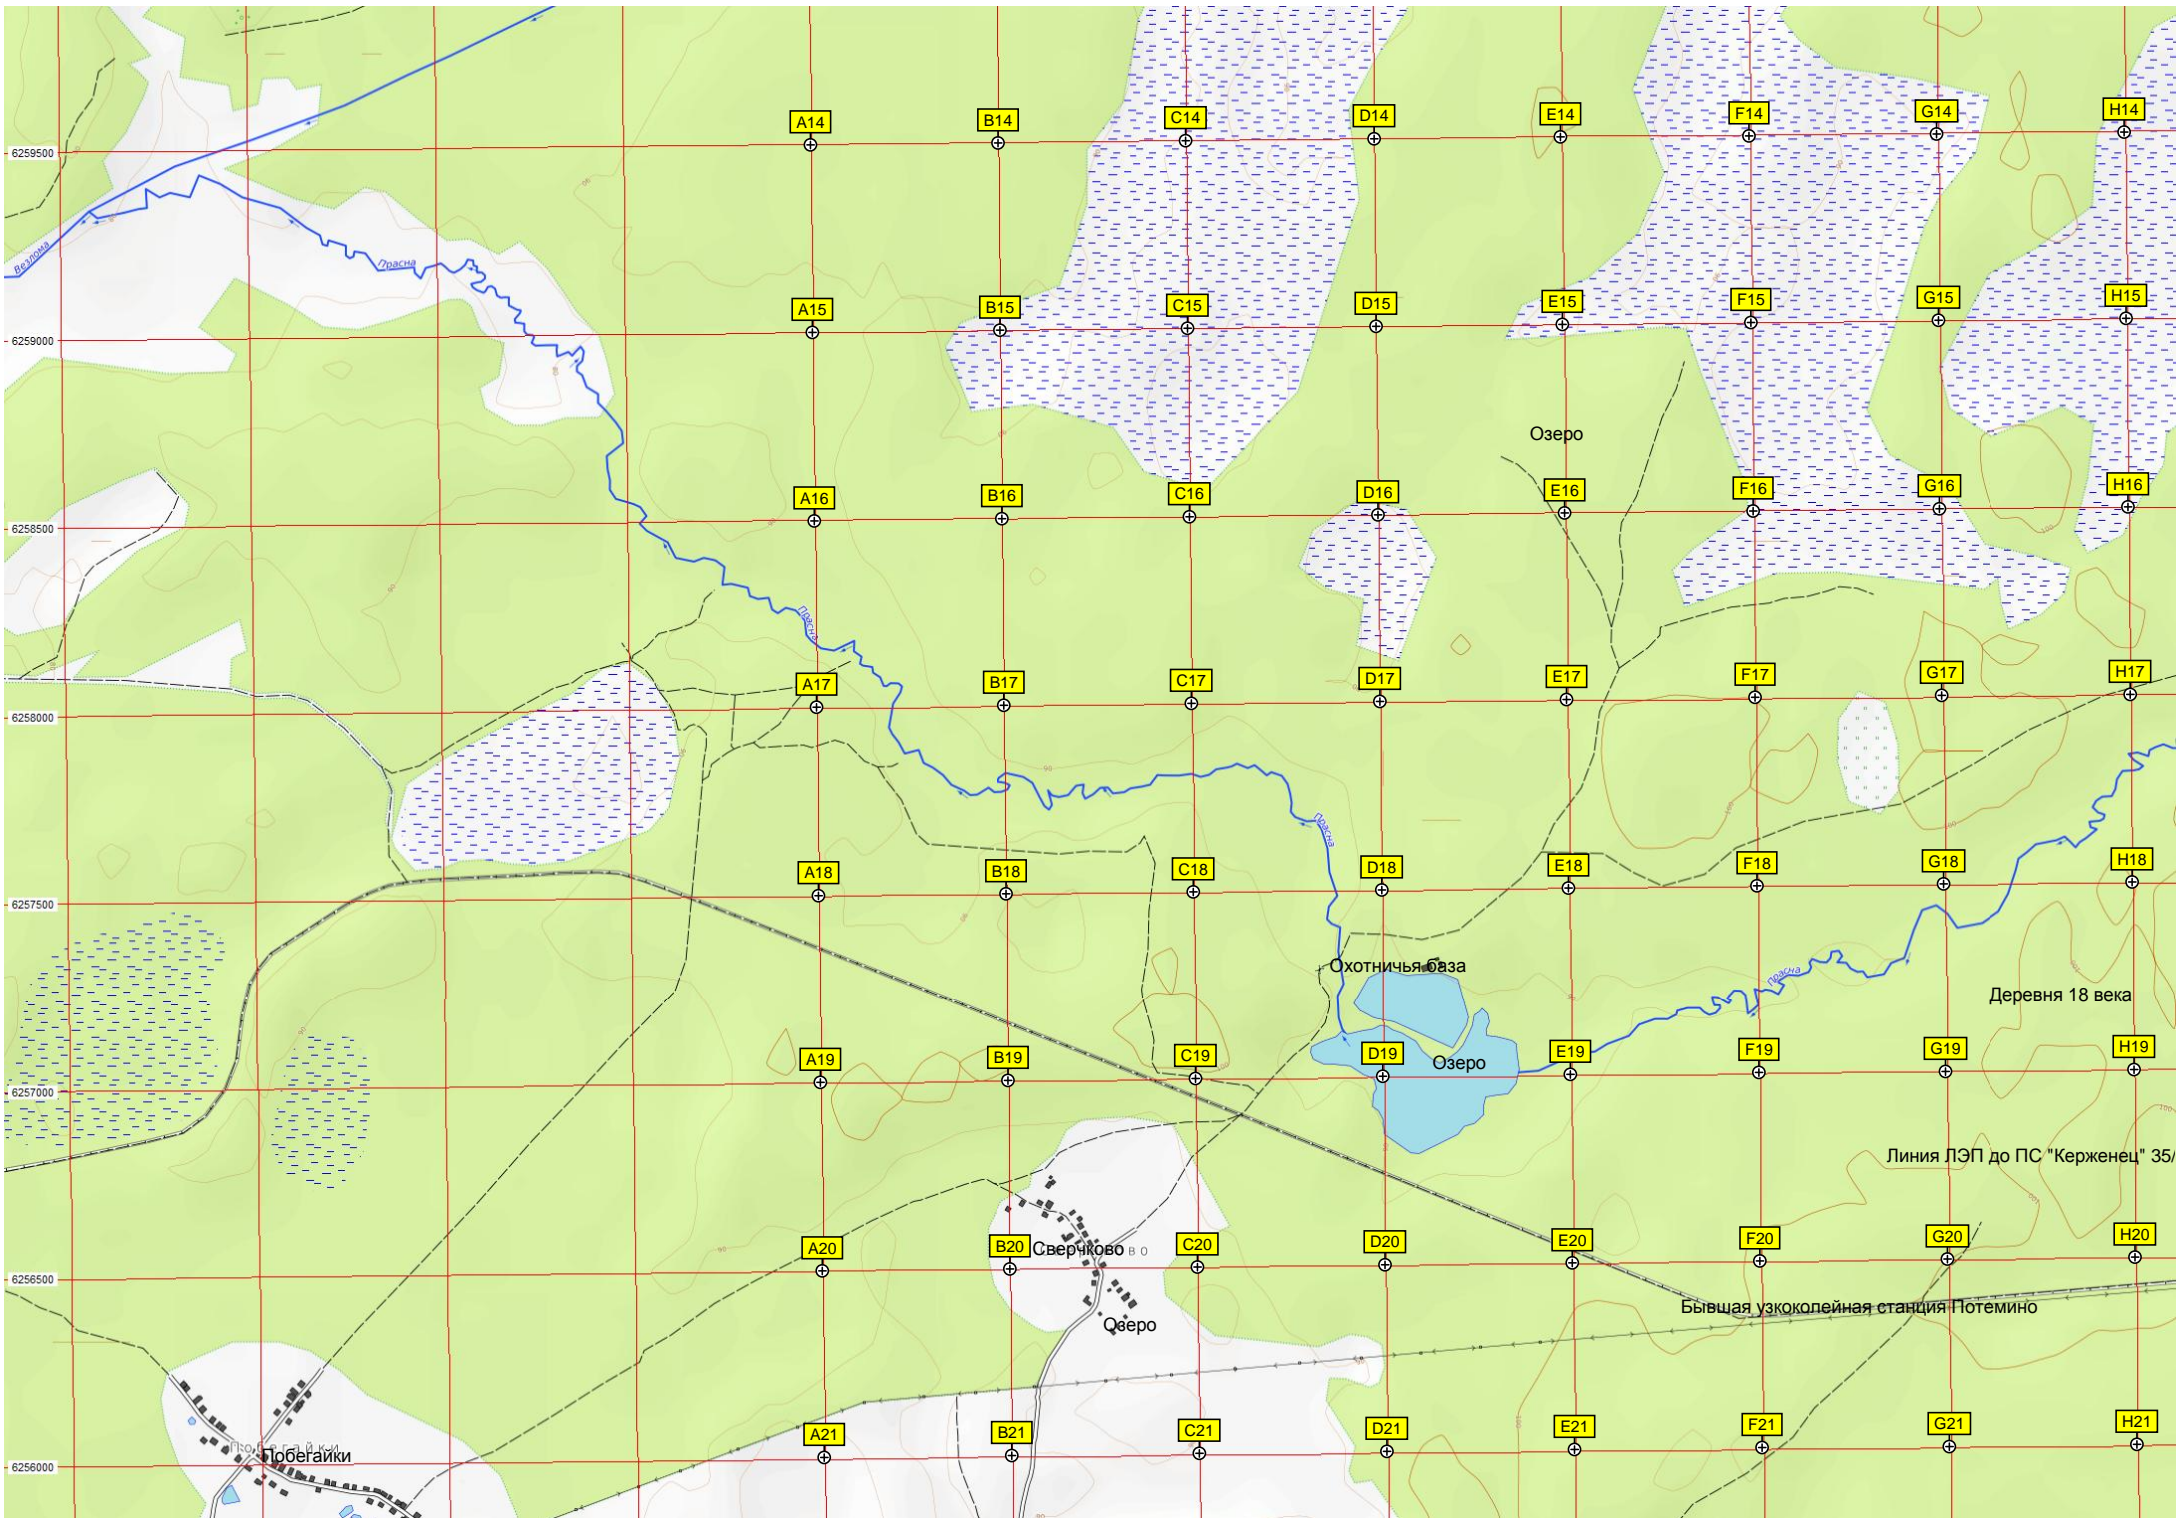 A14 B14 C14 D14 E14 F14 G14 H14
6259500
Везлома
Прасна
A15 B15 C15 D15 E15 F15 G15 H15
6259000
Озеро
A16 B16 C16 D16 E16 F16 G16 H16
6258500
Прасна
A17 B17 C17 D17 E17 F17 G17 H17
6258000
Прасна
A18 B18 C18 D18 E18 F18 G18 H18
6257500
Охотничья база
Прасна
Деревня 18 века
A19 B19 C19 D19 Озеро E19 F19 G19 H19
6257000
Линия ЛЭП до ПС "Керженец" 35/
A20 B20 Сверчково C20 D20 E20 F20 G20 H20
6256500
Бывшая узкоколейная станция Потемино
Озеро
A21 B21 C21 D21 E21 F21 G21 H21
Побегайки
Побегайки
6256000